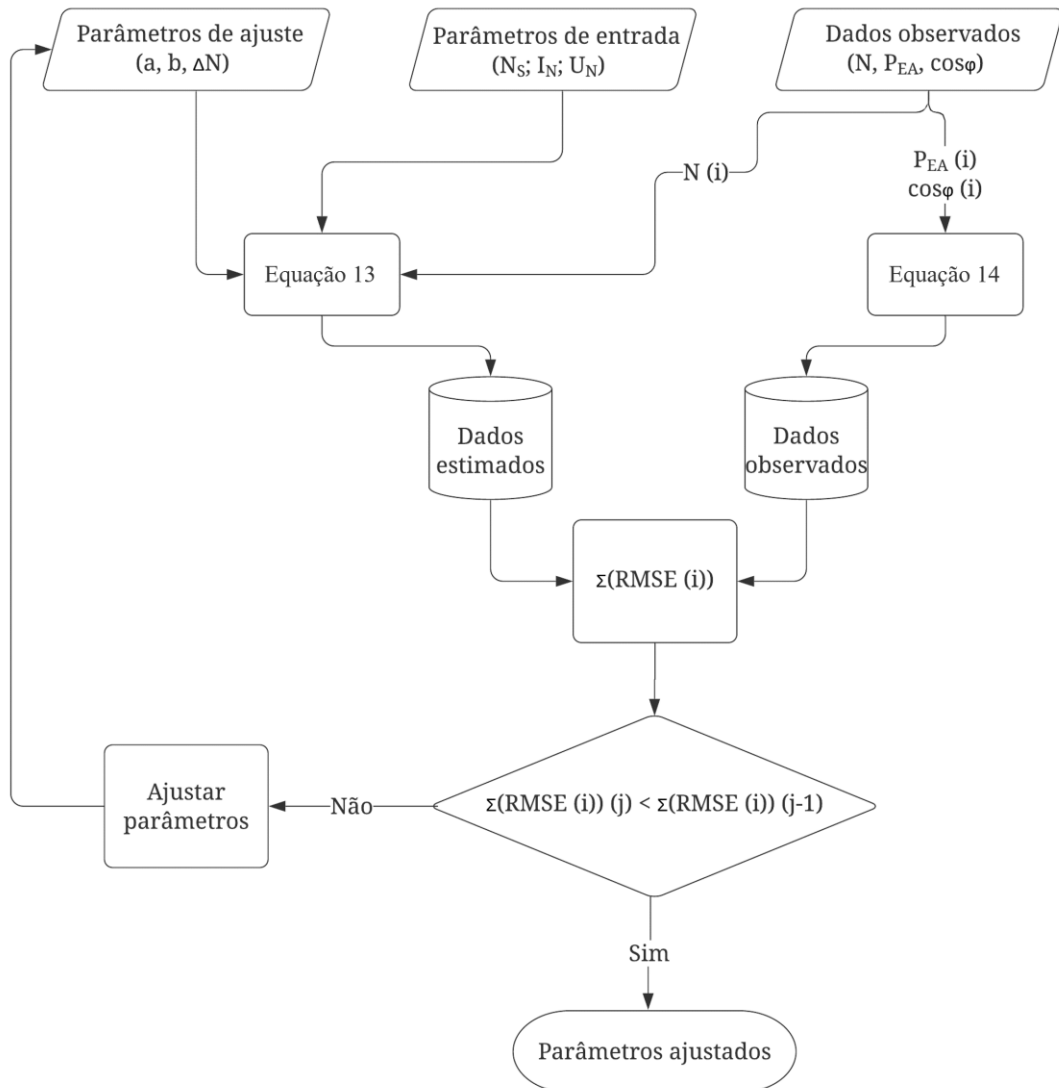 Parâmetros de ajuste
(a, b, ΔN)
Parâmetros de entrada
(N_S; I_N; U_N)
Dados observados
(N, P_EA, cosφ)
N (i)
P_EA (i)
cosφ (i)
Equação 13
Equação 14
Dados
estimados
Dados
observados
Σ(RMSE (i))
Ajustar
parâmetros
Não
Σ(RMSE (i)) (j) < Σ(RMSE (i)) (j-1)
Sim
Parâmetros ajustados